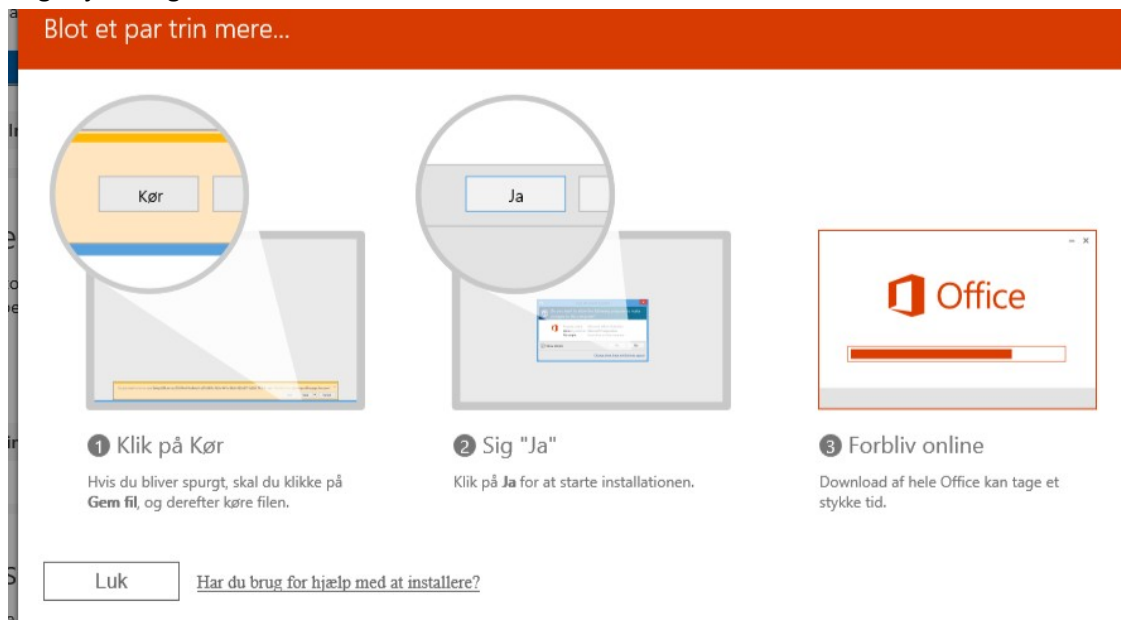 Blot et par trin mere...
Kør
Ja
Office
1 Klik på Kør
Hvis du bliver spurgt, skal du klikke på
Gem fil, og derefter køre filen.
2 Sig "Ja"
Klik på Ja for at starte installationen.
3 Forbliv online
Download af hele Office kan tage et
stykke tid.
Luk
Har du brug for hjælp med at installere?